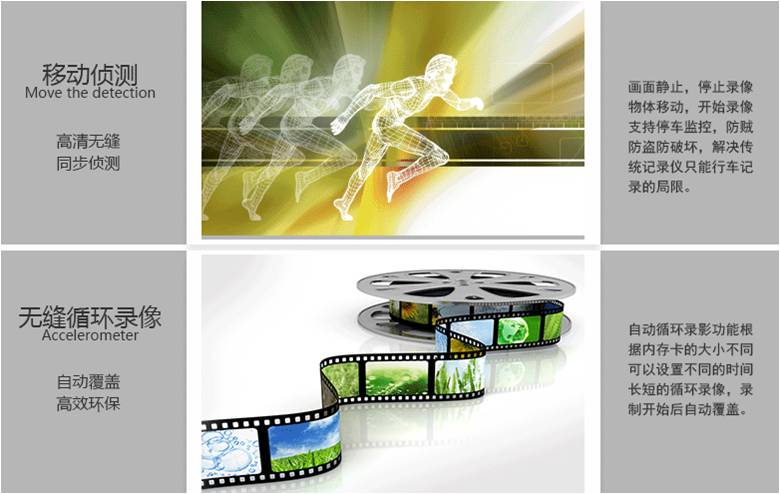 移动侦测
Move the detection
高清无缝
同步侦测
画面静止，停止录像
物体移动，开始录像
支持停车监控，防贼
防盗防破坏，解决传
统记录仪只能行车记
录的局限。
无缝循环录像
Accelerometer
自动覆盖
高效环保
自动循环录影功能根
据内存卡的大小不同
可以设置不同的时间
长短的循环录像，录
制开始后自动覆盖。